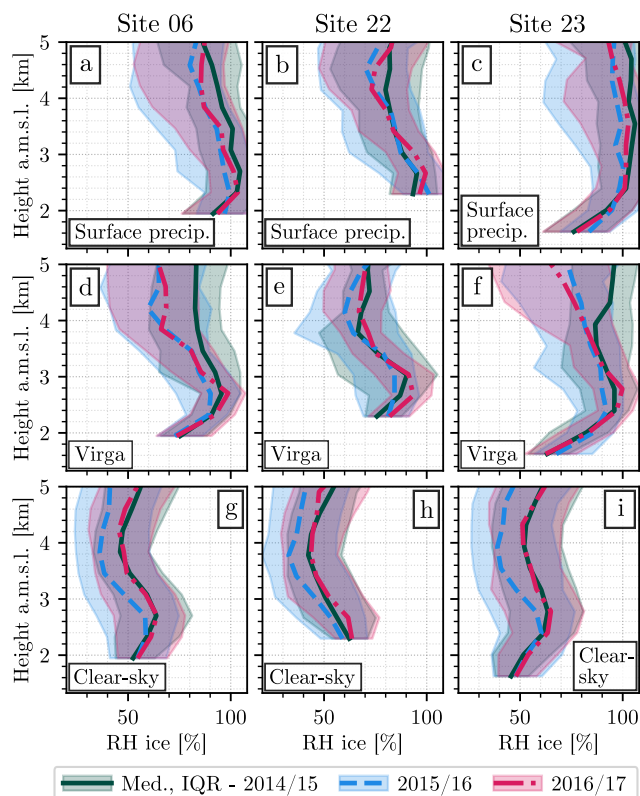 Site 06 Site 22 Site 23
Height a.m.s.l. [km]
5
4
3
2
a
Surface precip.
b
Surface precip.
c
Surface
precip.
Height a.m.s.l. [km]
5
4
3
2
d
Virga
e
Virga
f
Virga
Height a.m.s.l. [km]
5
4
3
2
g
Clear-sky
h
Clear-sky
i
Clear-
sky
50 100 50 100 50 100
RH ice [%] RH ice [%] RH ice [%]
Med., IQR - 2014/15 2015/16 2016/17